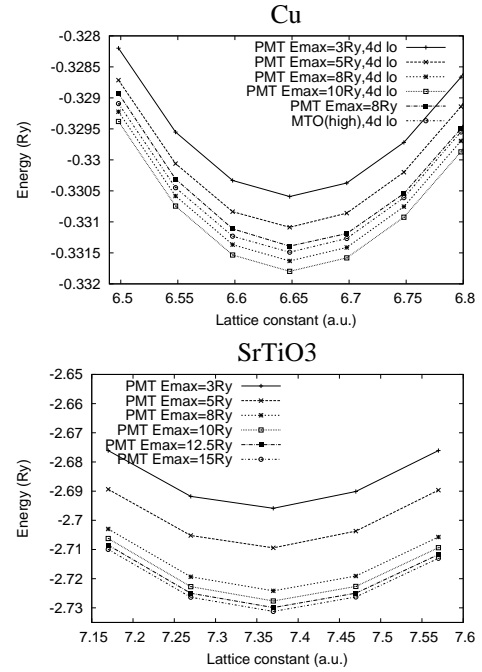 Cu
-0.328
-0.3285
-0.329
-0.3295
-0.33
-0.3305
-0.331
-0.3315
-0.332
Energy (Ry)
PMT Emax=3Ry,4d lo
PMT Emax=5Ry,4d lo
PMT Emax=8Ry,4d lo
PMT Emax=10Ry,4d lo
PMT Emax=8Ry
MTO(high),4d lo
6.5 6.55 6.6 6.65 6.7 6.75 6.8
Lattice constant (a.u.)
SrTiO3
-2.65
-2.66
-2.67
-2.68
-2.69
-2.7
-2.71
-2.72
-2.73
Energy (Ry)
PMT Emax=3Ry
PMT Emax=5Ry
PMT Emax=8Ry
PMT Emax=10Ry
PMT Emax=12.5Ry
PMT Emax=15Ry
7.15 7.2 7.25 7.3 7.35 7.4 7.45 7.5 7.55 7.6
Lattice constant (a.u.)